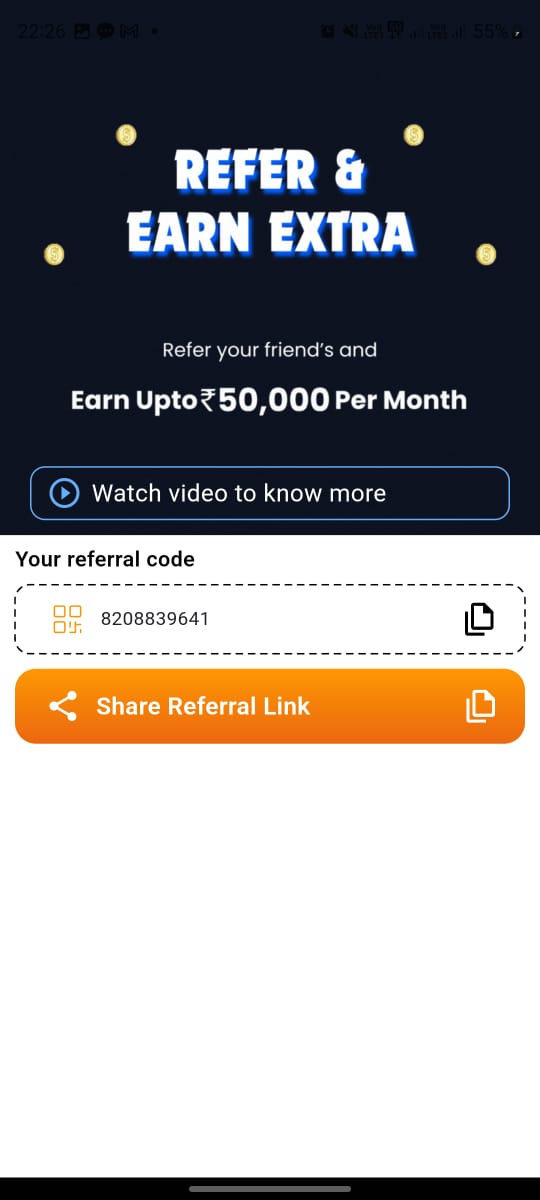 22:26
55%
REFER &
EARN EXTRA
Refer your friend's and
Earn Upto₹50,000 Per Month
Watch video to know more
Your referral code
8208839641
Share Referral Link